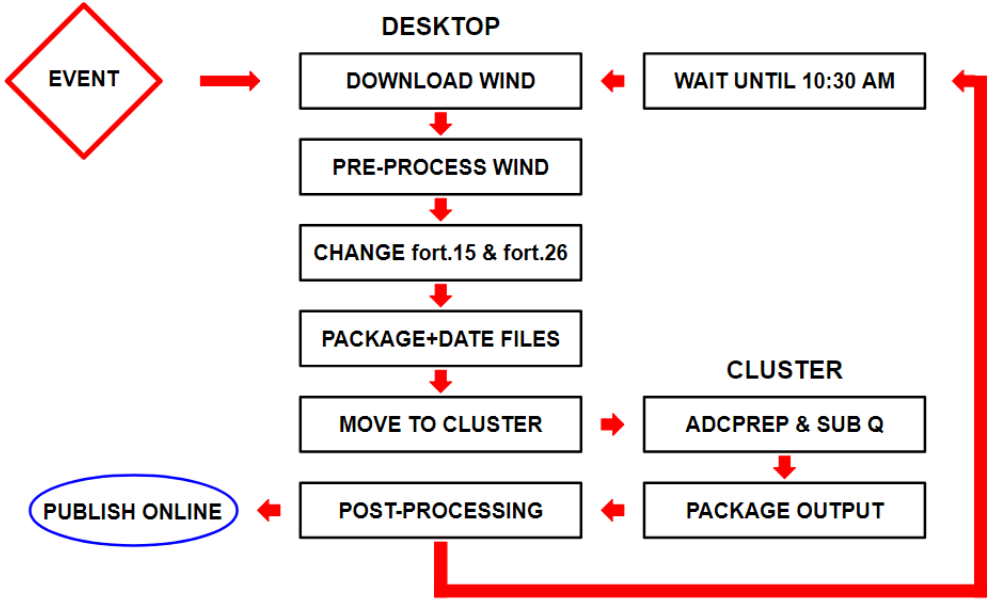 DESKTOP
EVENT
DOWNLOAD WIND
WAIT UNTIL 10:30 AM
PRE-PROCESS WIND
CHANGE fort.15 & fort.26
PACKAGE+DATE FILES
CLUSTER
MOVE TO CLUSTER
ADCPREP & SUB Q
PUBLISH ONLINE
POST-PROCESSING
PACKAGE OUTPUT